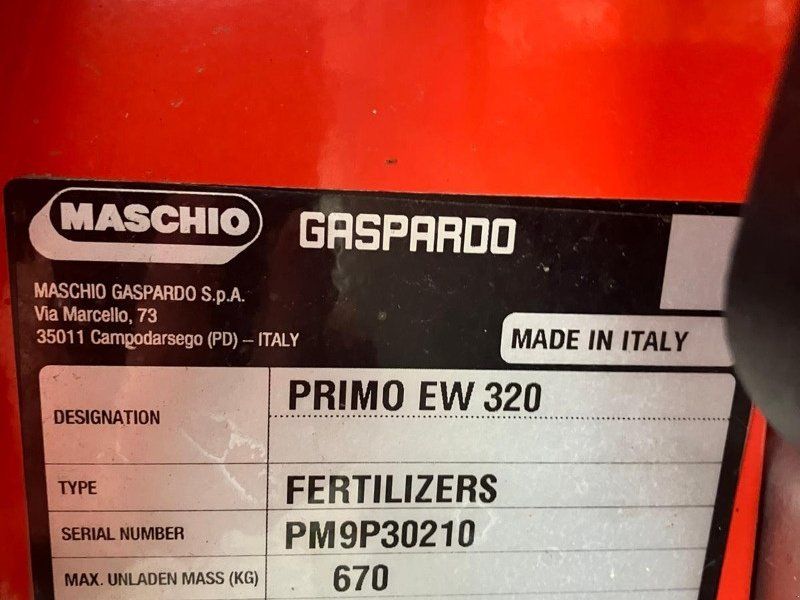 MASCHIO GASPARDO
MASCHIO GASPARDO S.p.A.
Via Marcello, 73
35011 Campodarsego (PD) – ITALY
MADE IN ITALY
DESIGNATION PRIMO EW 320
TYPE FERTILIZERS
SERIAL NUMBER PM9P30210
MAX. UNLADEN MASS (KG) 670